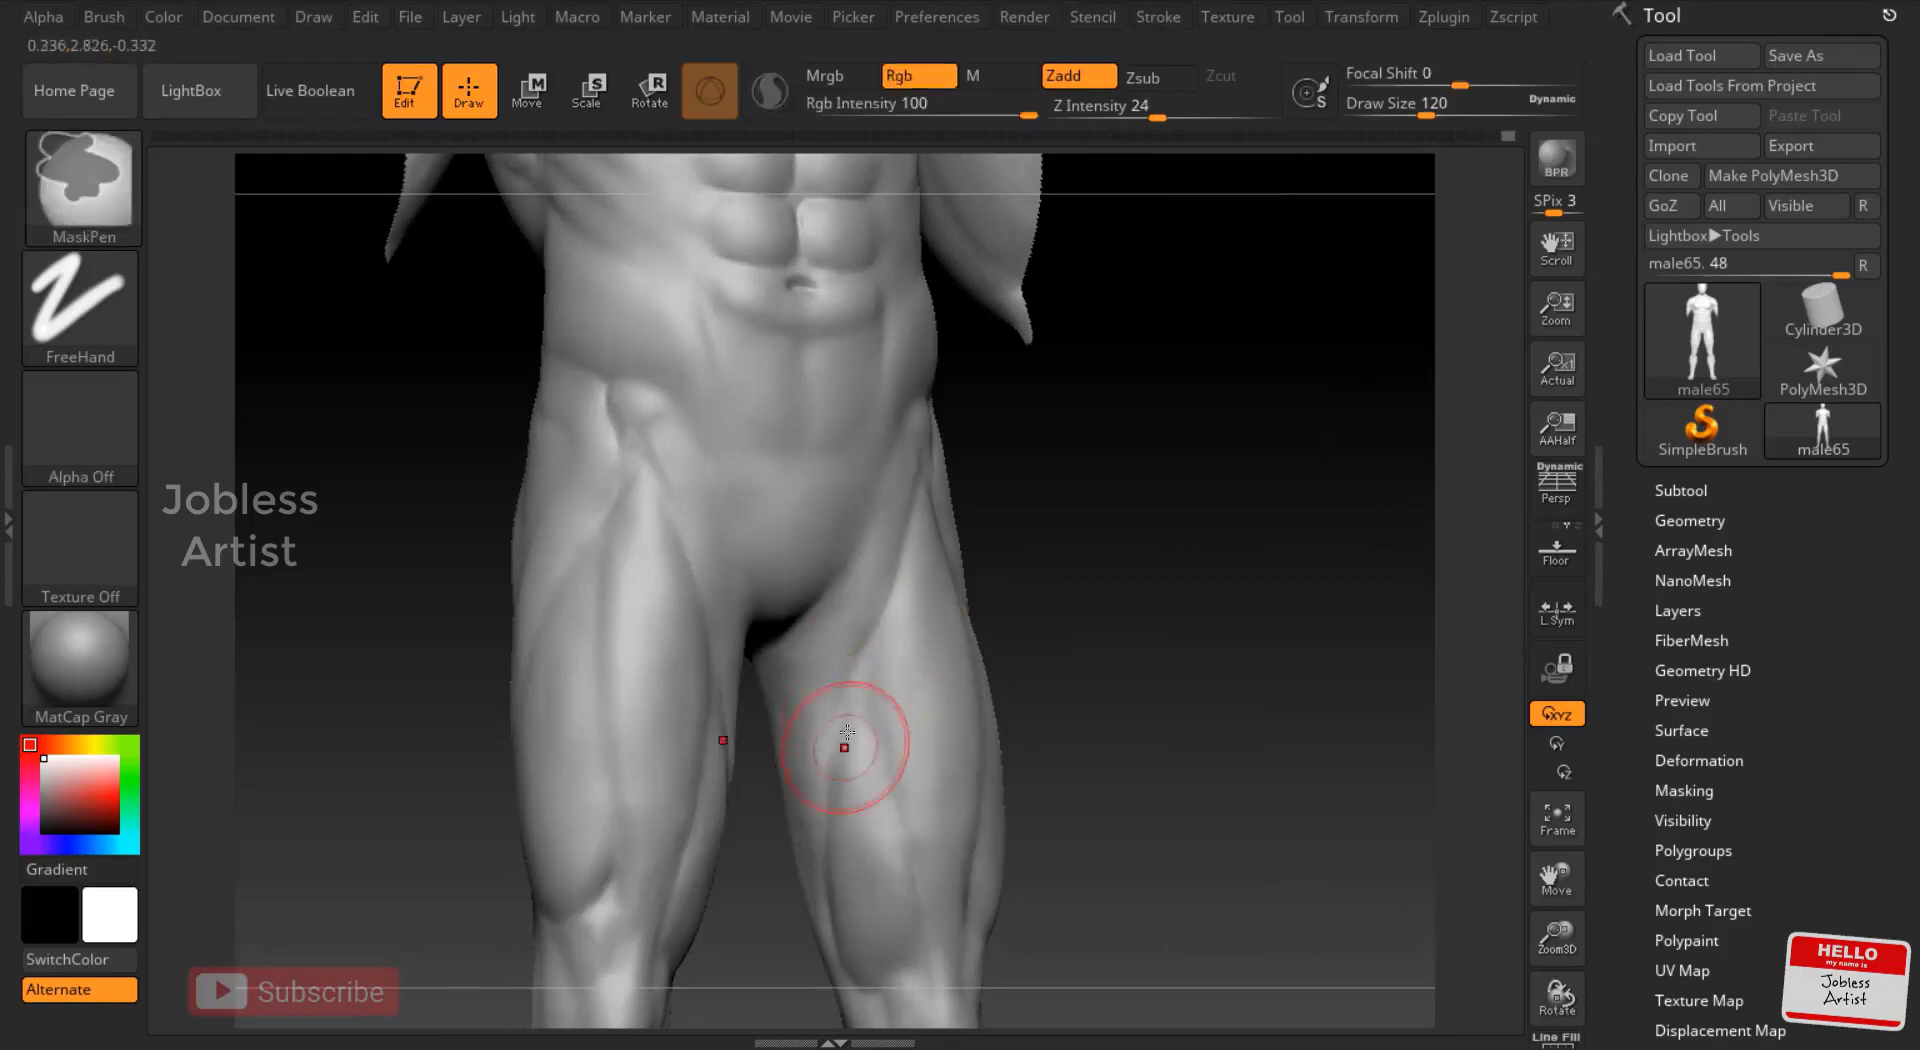 Alpha Brush Color Document Draw Edit File Layer Light Macro Marker Material Movie Picker Preferences Render Stencil Stroke Texture Tool Transform Zplugin Zscript
0.336,2.826,-0.332
Home Page
LightBox
Live Boolean
Edit
Draw
Move
Scale
Rotate
Mrgb Rgb M
Rgb Intensity 100
Zadd Zsub Zcut
Z Intensity 24
S
Focal Shift 0
Draw Size 120
Dynamic
MaskPen
FreeHand
Alpha Off
Texture Off
MatCap Gray
Gradient
SwitchColor
Alternate
Jobless
Artist
Subscribe
BPR
SPix 3
Scroll
Zoom
Actual
AAHalf
Dynamic
Persp
Floor
L.Sym
XYZ
Y
Z
Frame
Move
Zoom3D
Rotate
Line Fill
Tool
Load Tool Save As
Load Tools From Project
Copy Tool Paste Tool
Import Export
Clone Make PolyMesh3D
GoZ All Visible R
Lightbox▶Tools
male65. 48 R
male65
Cylinder3D
PolyMesh3D
SimpleBrush
male65
Subtool
Geometry
ArrayMesh
NanoMesh
Layers
FiberMesh
Geometry HD
Preview
Surface
Deformation
Masking
Visibility
Polygroups
Contact
Morph Target
Polypaint
UV Map
Texture Map
Displacement Map
HELLO
my name is
Jobless
Artist